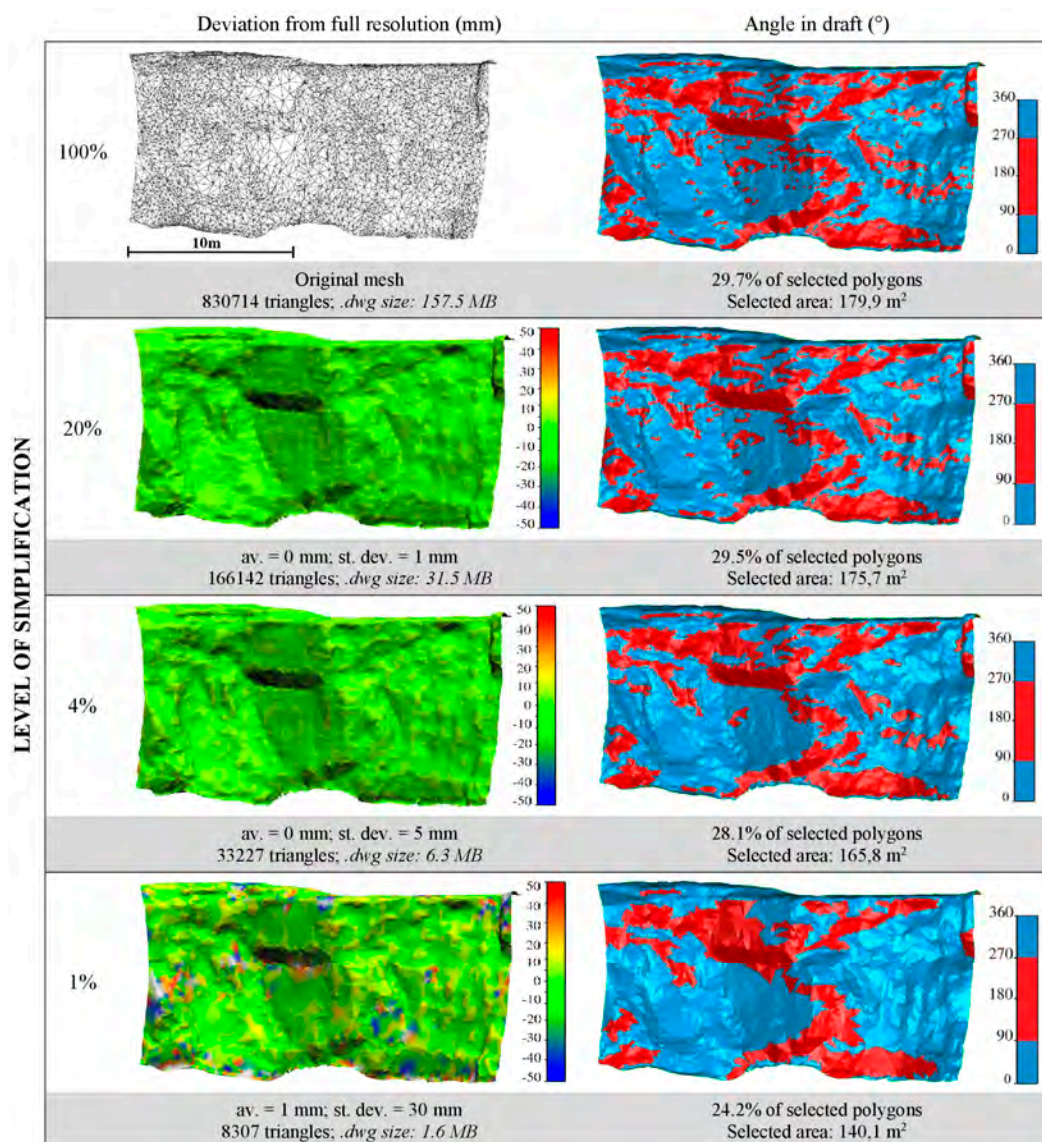 Deviation from full resolution (mm)
Angle in draft (°)
LEVEL OF SIMPLIFICATION
100%
10m
360
270
180
90
0
Original mesh
830714 triangles; .dwg size: 157.5 MB
29.7% of selected polygons
Selected area: 179,9 m²
20%
50
40
30
20
10
0
-10
-20
-30
-40
-50
360
270
180
90
0
av. = 0 mm; st. dev. = 1 mm
166142 triangles; .dwg size: 31.5 MB
29.5% of selected polygons
Selected area: 175,7 m²
4%
50
40
30
20
10
0
-10
-20
-30
-40
-50
360
270
180
90
0
av. = 0 mm; st. dev. = 5 mm
33227 triangles; .dwg size: 6.3 MB
28.1% of selected polygons
Selected area: 165,8 m²
1%
50
40
30
20
10
0
-10
-20
-30
-40
-50
360
270
180
90
0
av. = 1 mm; st. dev. = 30 mm
8307 triangles; .dwg size: 1.6 MB
24.2% of selected polygons
Selected area: 140,1 m²